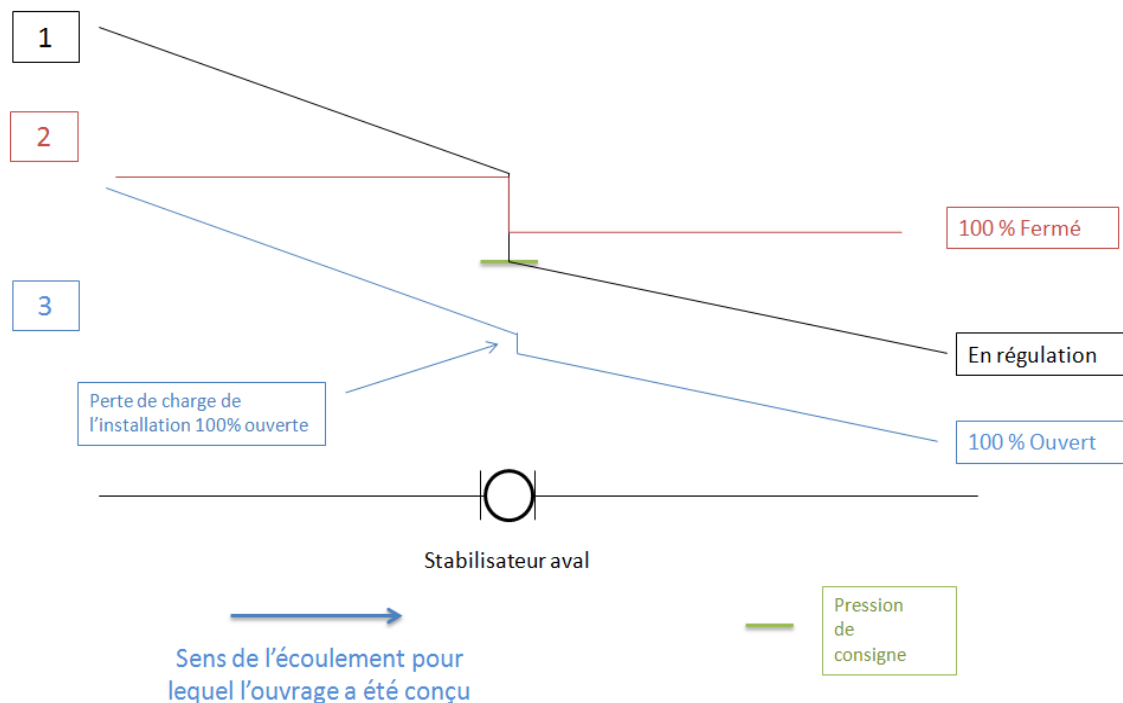 1
2
100 % Fermé
3
En régulation
Perte de charge de
l’installation 100% ouverte
100 % Ouvert
Stabilisateur aval
Pression
de
consigne
Sens de l’écoulement pour
lequel l’ouvrage a été conçu